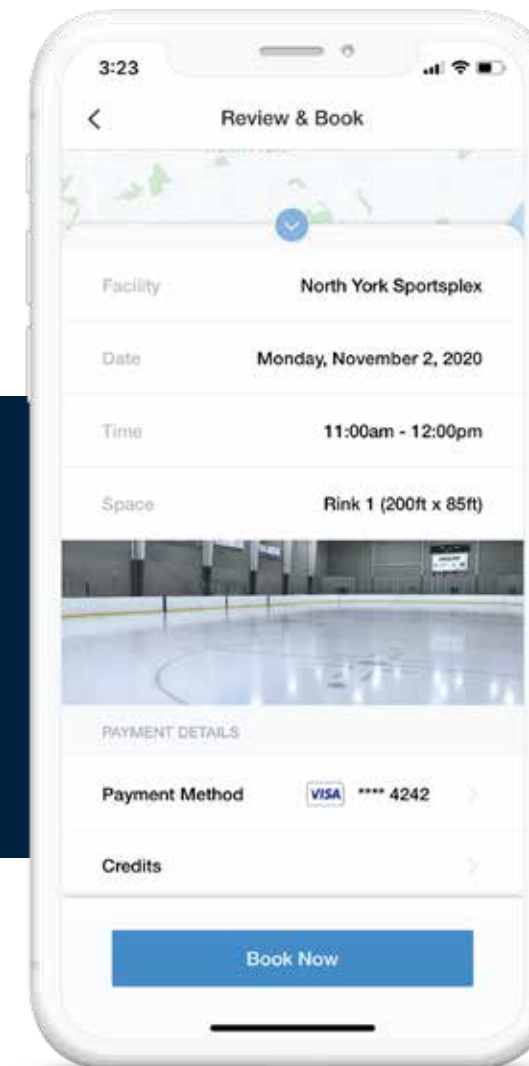 3:23
Review & Book
Facility North York Sportsplex
Date Monday, November 2, 2020
Time 11:00am - 12:00pm
Space Rink 1 (200ft x 85ft)
PAYMENT DETAILS
Payment Method VISA **** 4242
Credits
Book Now